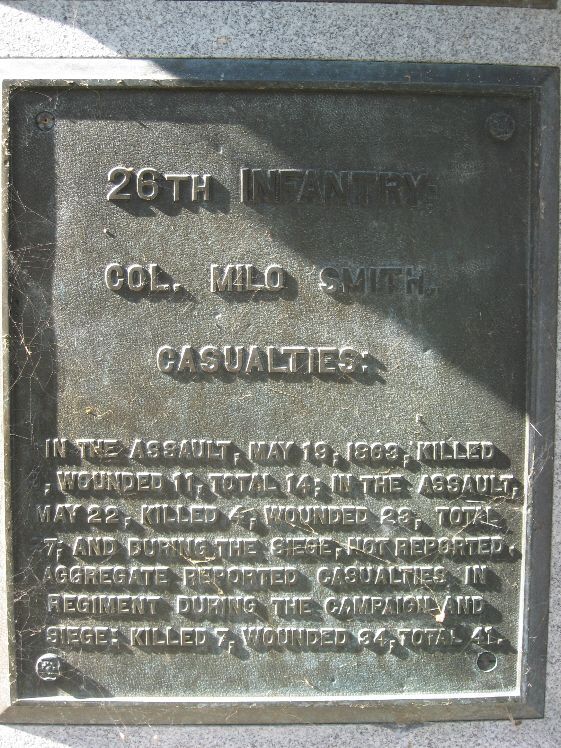 26TH INFANTRY.
COL. MILO SMITH.
CASUALTIES.
IN THE ASSAULT, MAY 19, 1863, KILLED
, WOUNDED 11, TOTAL 14; IN THE ASSAULT,
MAY 22, KILLED 4, WOUNDED 23, TOTAL
7, AND DURING THE SIEGE, NOT REPORTED.
AGGREGATE REPORTED CASUALTIES IN
REGIMENT DURING THE CAMPAIGN AND
SIEGE: KILLED 7, WOUNDED 34, TOTAL 41.